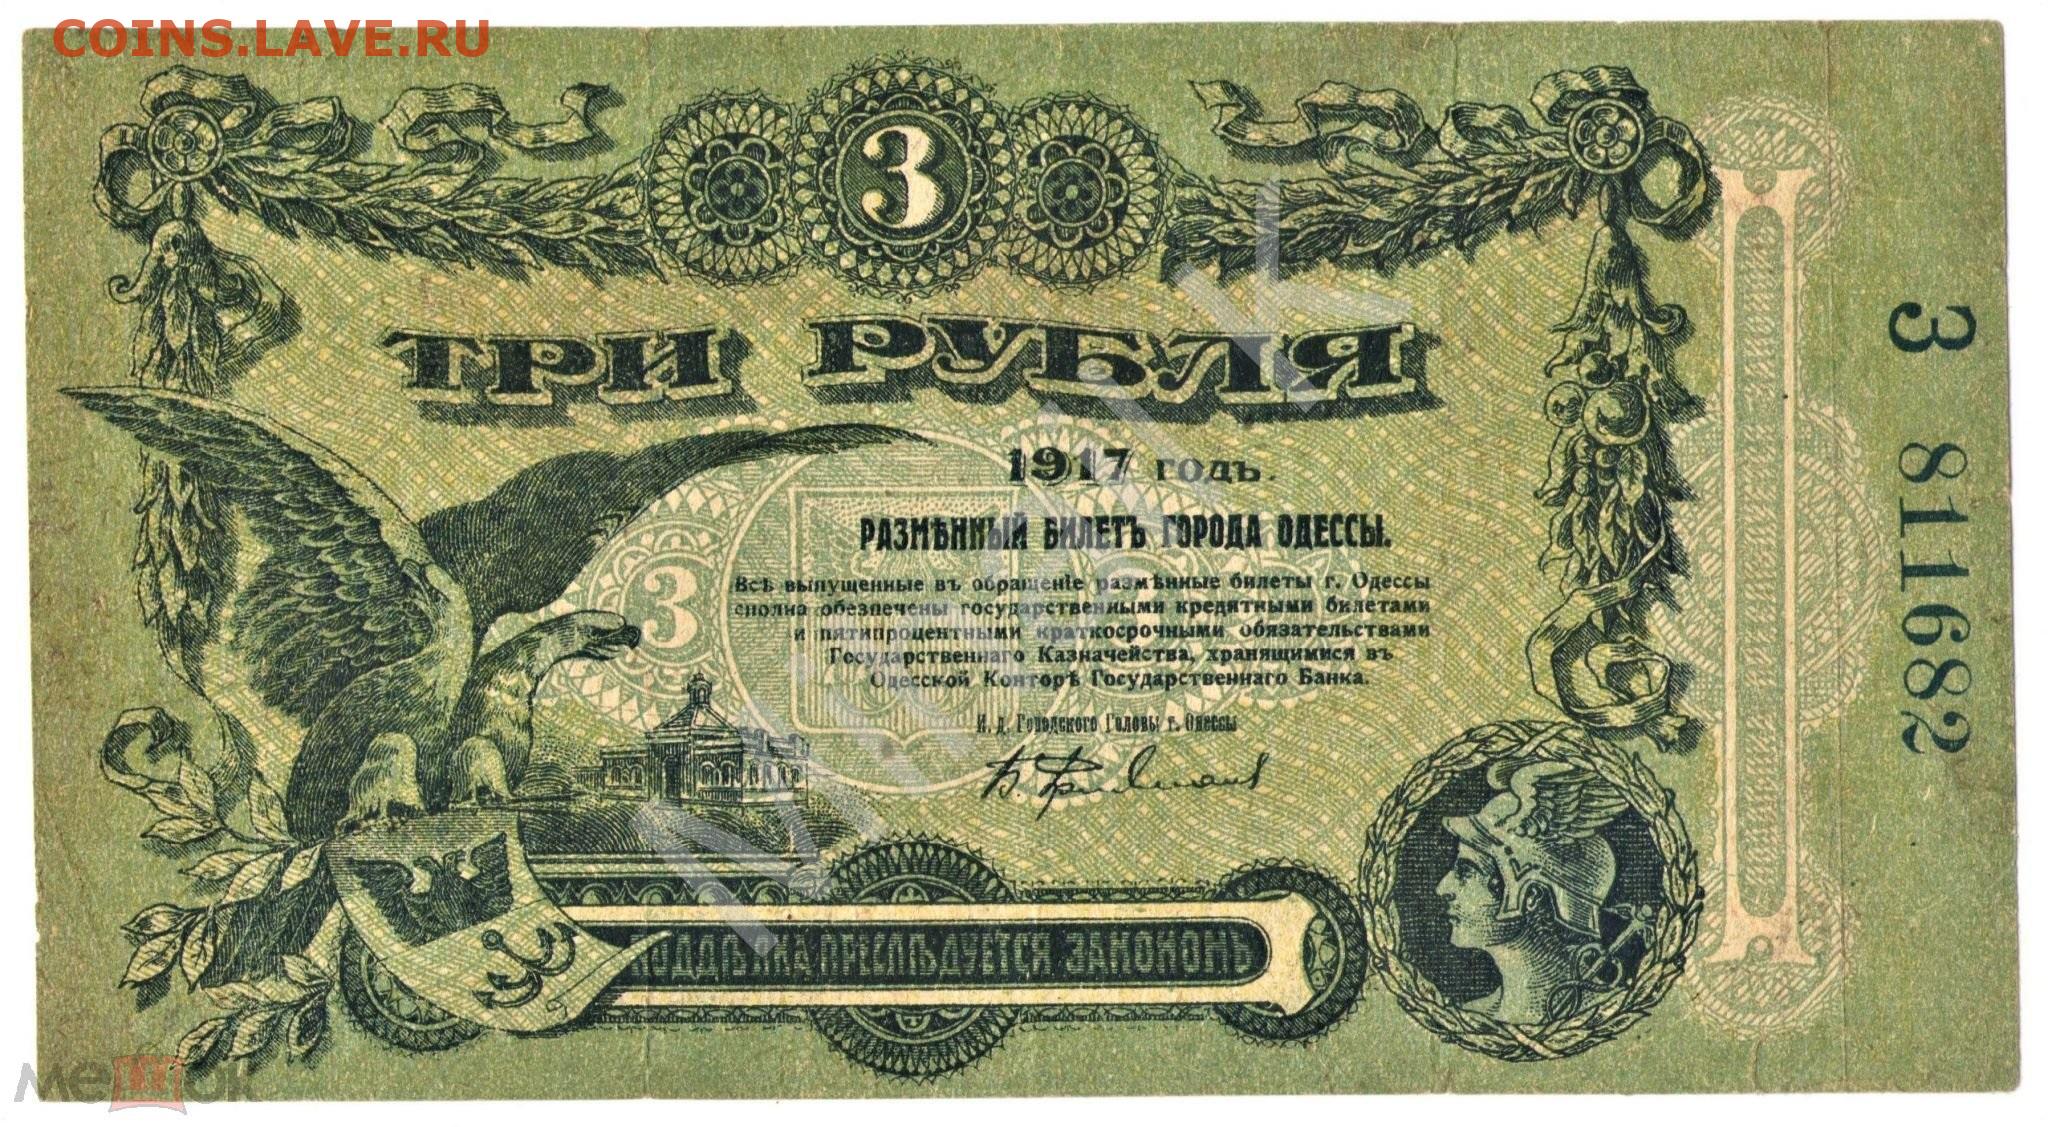 COINS.LAVE.RU
3
ТРИ РУБЛЯ
1917 годъ.
РАЗМѢННЫЙ БИЛЕТЪ ГОРОДА ОДЕССЫ.
3
Всѣ выпущенные въ обращеніе размѣнные билеты г. Одессы
сполна обезпечены государственными кредитными билетами
и пятипроцентными краткосрочными обязательствами
Государственнаго Казначейства, хранящимися въ
Одесской Конторѣ Государственнаго Банка.
И. д. Городского Головы г. Одессы
ПОДДѢЛКА ПРЕСЛѢДУЕТСЯ ЗАКОНОМЪ
З 811682
мешок